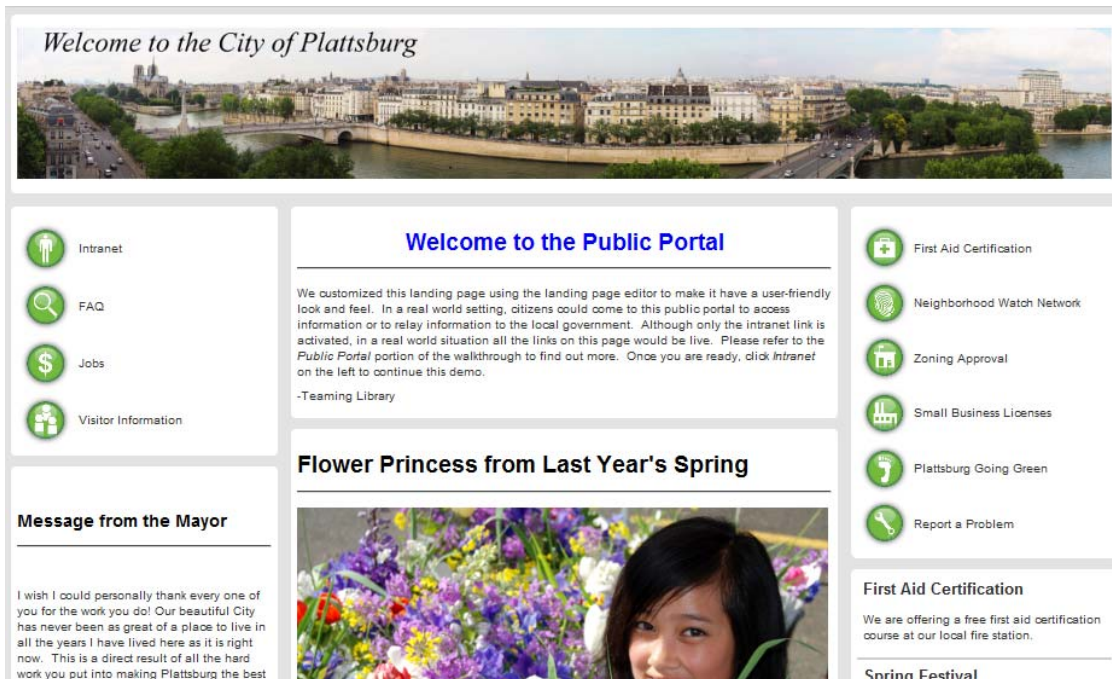 Welcome to the City of Plattsburg
Intranet
FAQ
Jobs
Visitor Information
Message from the Mayor
I wish I could personally thank every one of
you for the work you do! Our beautiful City
has never been as great of a place to live in
all the years I have lived here as it is right
now. This is a direct result of all the hard
work you put into making Plattsburg the best
Welcome to the Public Portal
We customized this landing page using the landing page editor to make it have a user-friendly
look and feel. In a real world setting, citizens could come to this public portal to access
information or to relay information to the local government. Although only the intranet link is
activated, in a real world situation all the links on this page would be live. Please refer to the
Public Portal portion of the walkthrough to find out more. Once you are ready, click Intranet
on the left to continue this demo.
-Teaming Library
Flower Princess from Last Year's Spring
First Aid Certification
Neighborhood Watch Network
Zoning Approval
Small Business Licenses
Plattsburg Going Green
Report a Problem
First Aid Certification
We are offering a free first aid certification
course at our local fire station.
Spring Festival